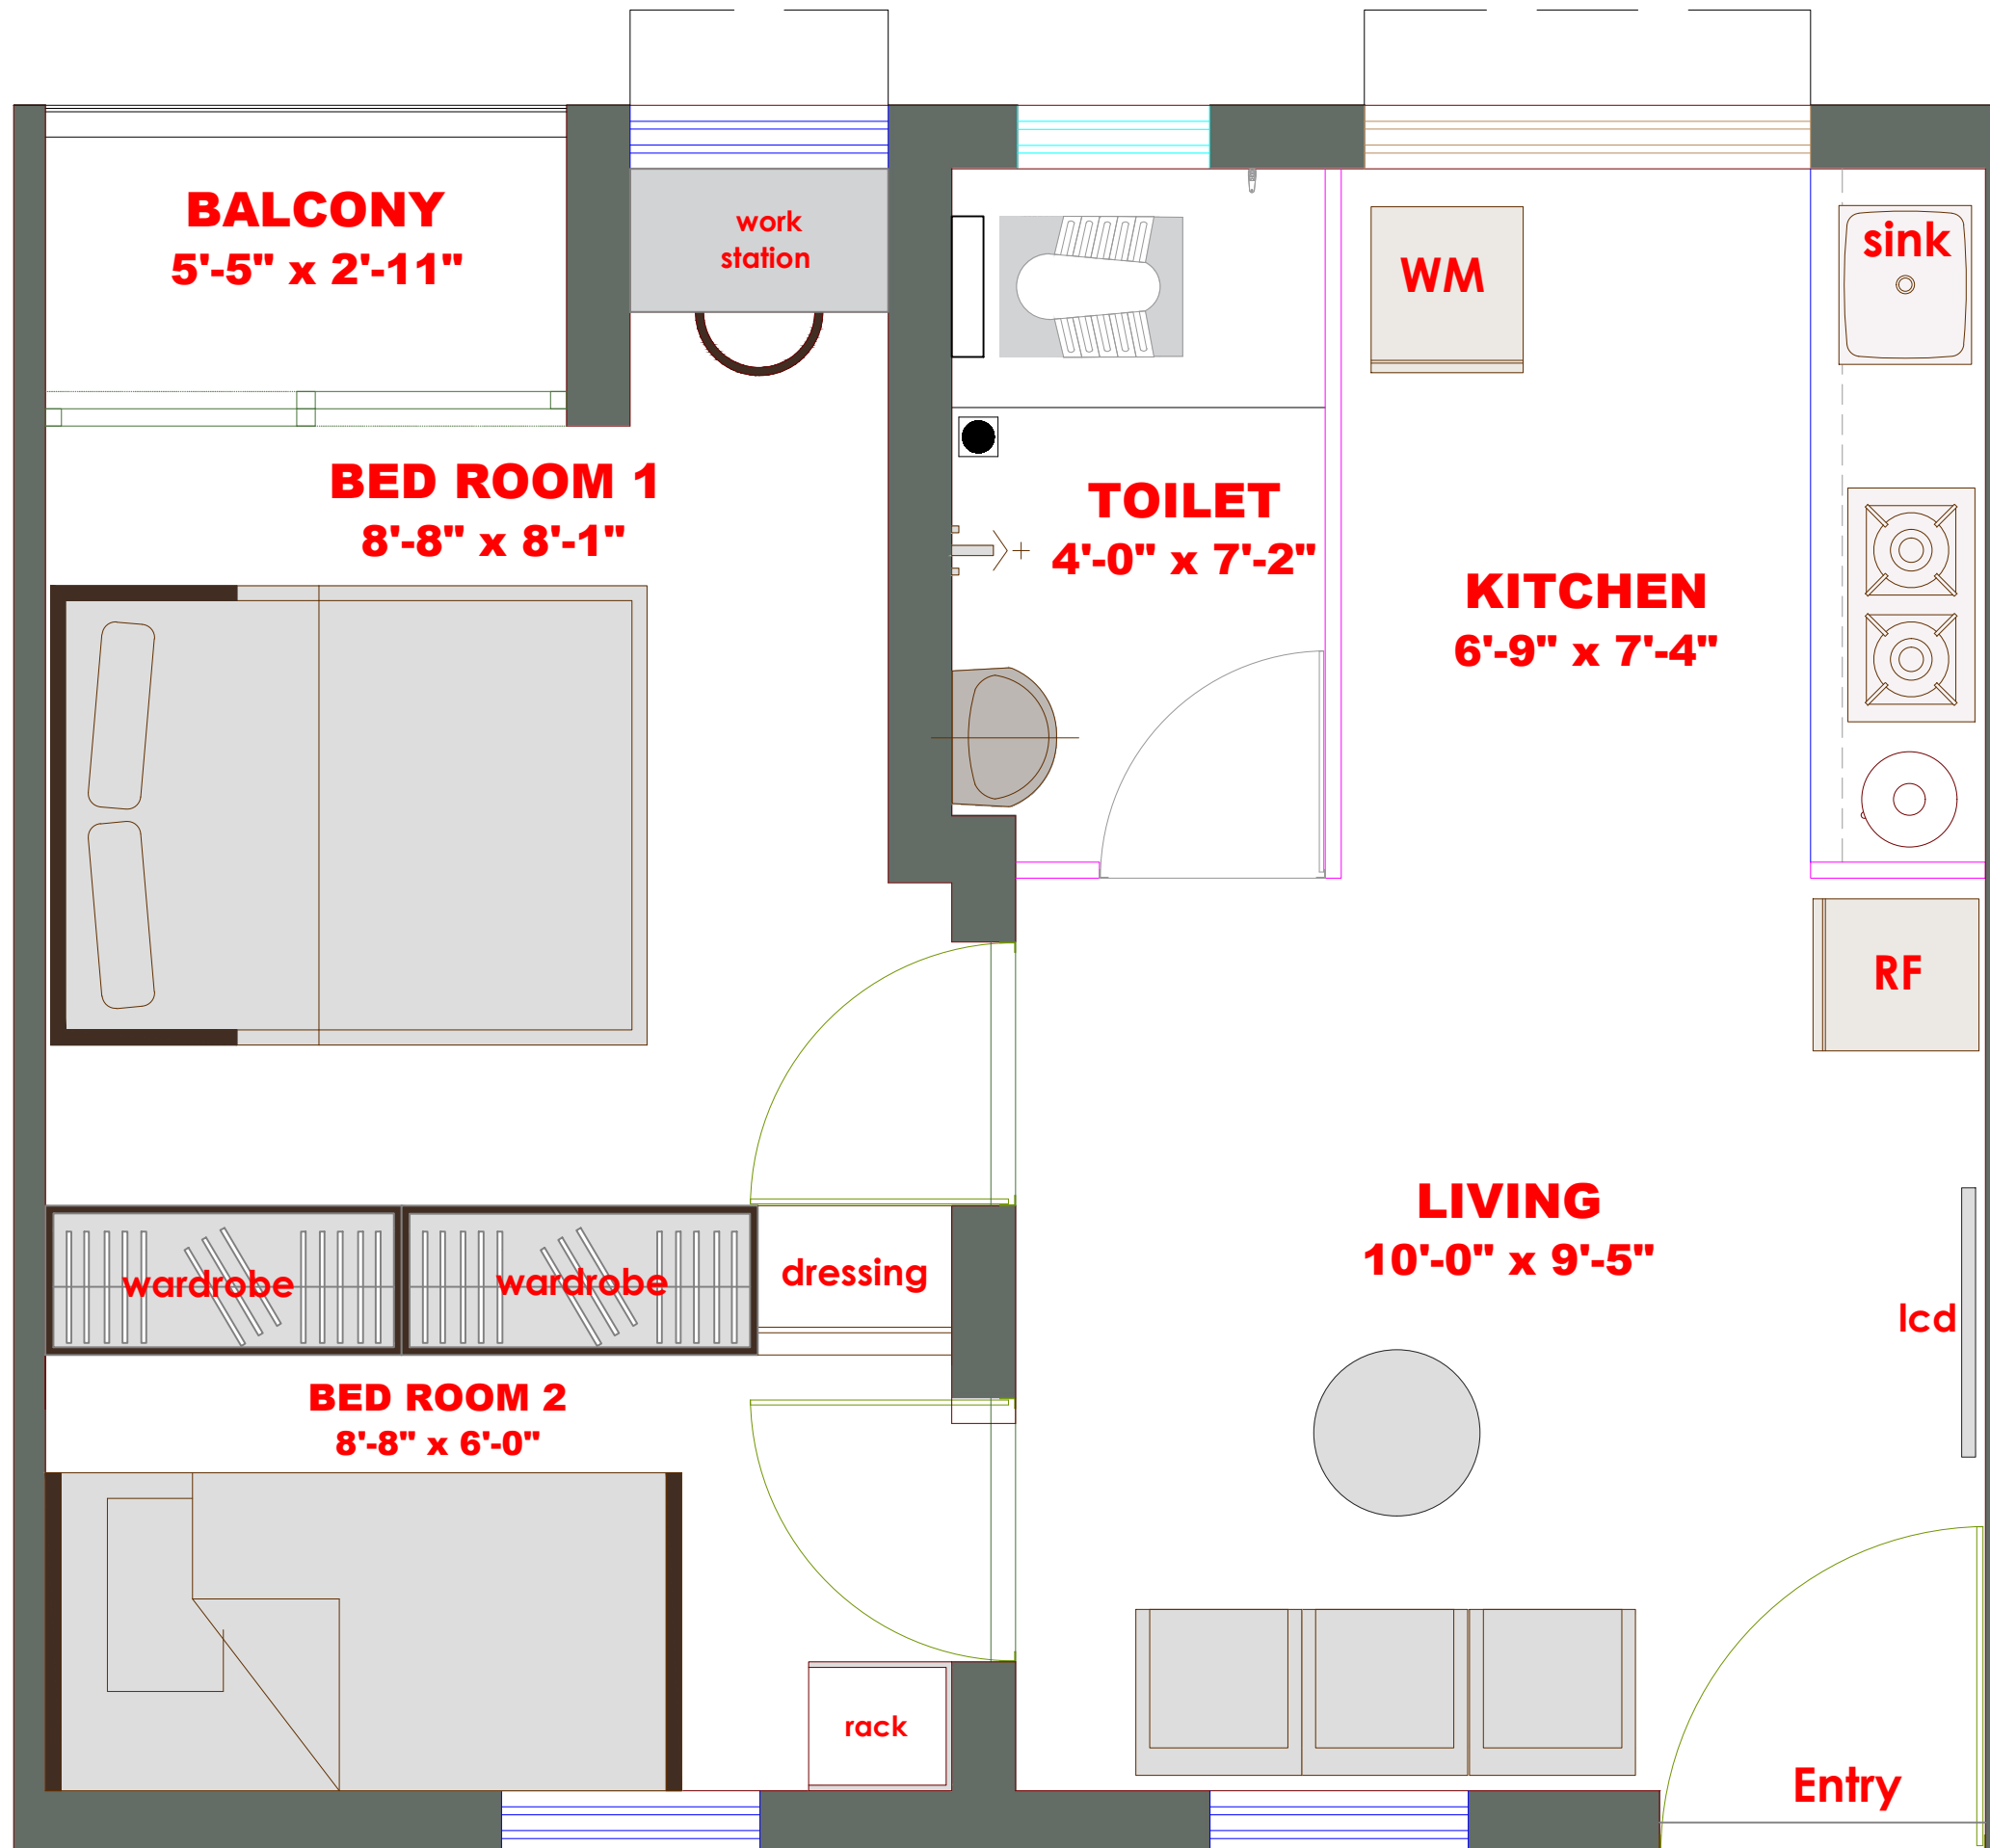 BALCONY
5'-5" x 2'-11"
work
station
WM
sink
BED ROOM 1
8'-8" x 8'-1"
TOILET
4'-0" x 7'-2"
KITCHEN
6'-9" x 7'-4"
RF
LIVING
10'-0" x 9'-5"
wardrobe
wardrobe
dressing
lcd
BED ROOM 2
8'-8" x 6'-0"
rack
Entry